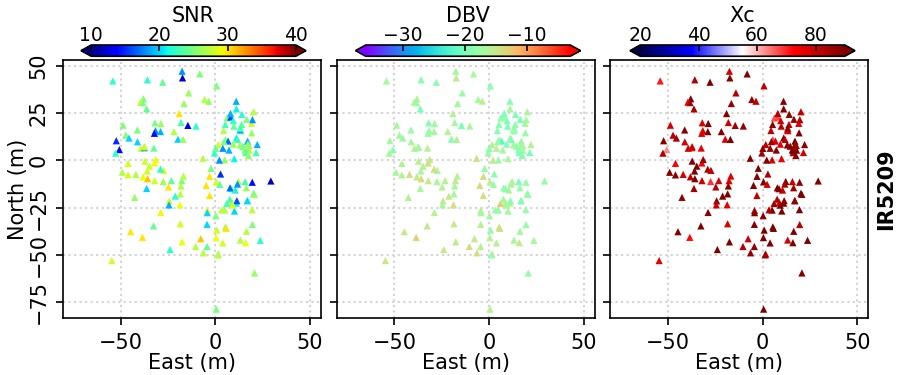 SNR DBV Xc
10 20 30 40 −30 −20 −10 20 40 60 80
50
25
0
−25
−50
−75
North (m)
IR5209
−50 0 50 −50 0 50 −50 0 50
East (m) East (m) East (m)